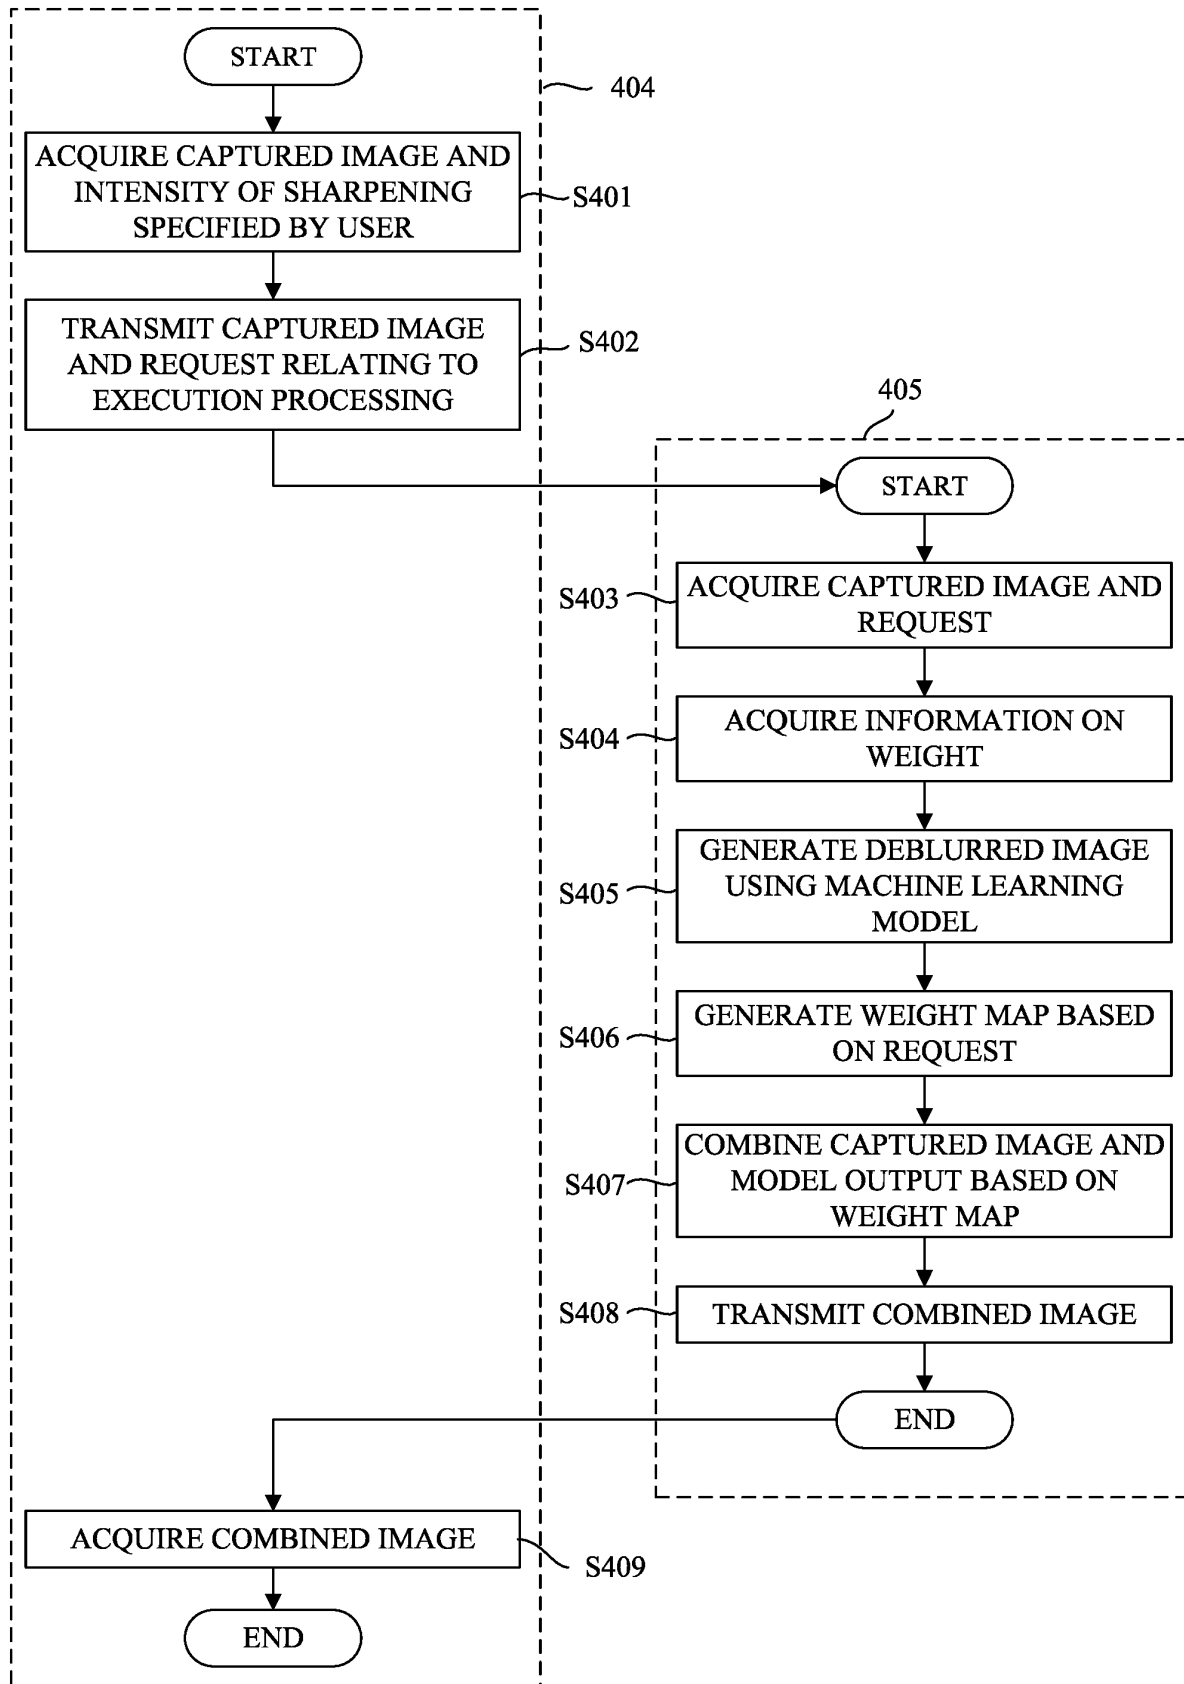 START
404
ACQUIRE CAPTURED IMAGE AND
INTENSITY OF SHARPENING
SPECIFIED BY USER
S401
TRANSMIT CAPTURED IMAGE
AND REQUEST RELATING TO
EXECUTION PROCESSING
S402
405
START
S403
ACQUIRE CAPTURED IMAGE AND
REQUEST
S404
ACQUIRE INFORMATION ON
WEIGHT
S405
GENERATE DEBLURRED IMAGE
USING MACHINE LEARNING
MODEL
S406
GENERATE WEIGHT MAP BASED
ON REQUEST
S407
COMBINE CAPTURED IMAGE AND
MODEL OUTPUT BASED ON
WEIGHT MAP
S408
TRANSMIT COMBINED IMAGE
END
ACQUIRE COMBINED IMAGE
S409
END